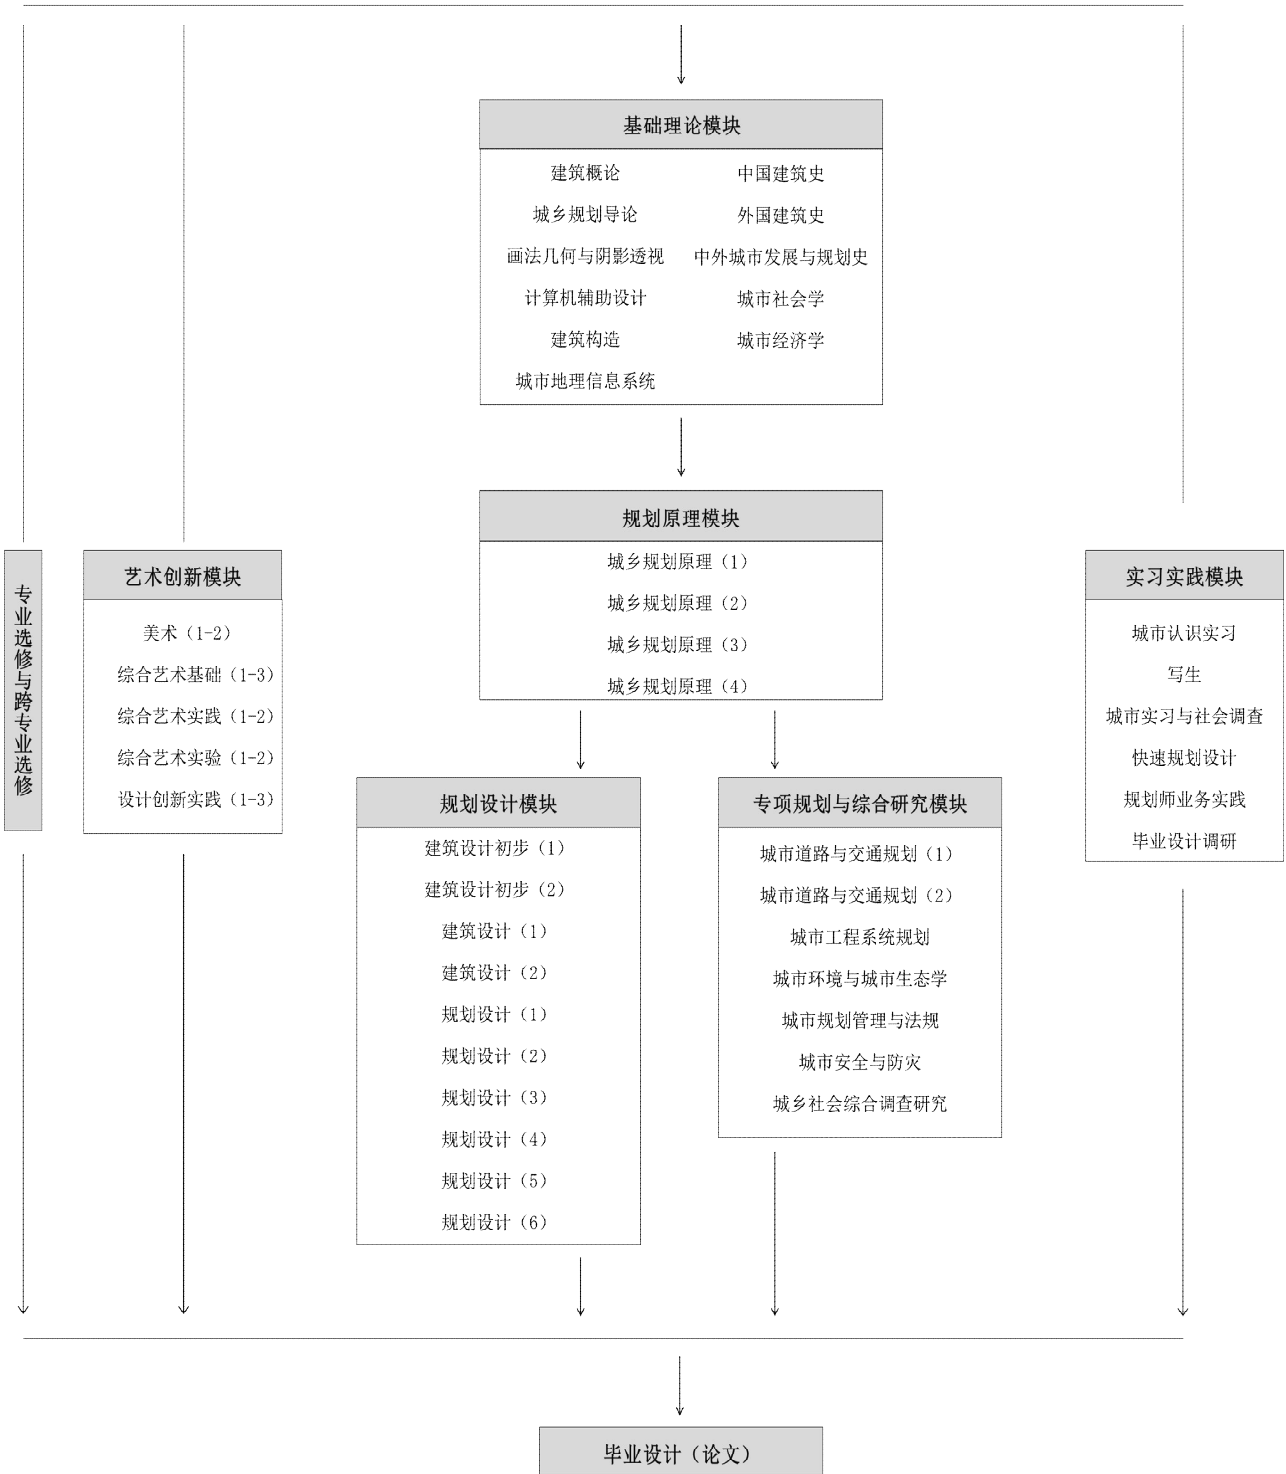 基础理论模块
建筑概论 中国建筑史
城乡规划导论 外国建筑史
画法几何与阴影透视 中外城市发展与规划史
计算机辅助设计 城市社会学
建筑构造 城市经济学
城市地理信息系统
规划原理模块
城乡规划原理（1）
城乡规划原理（2）
城乡规划原理（3）
城乡规划原理（4）
专业选修与跨专业选修
艺术创新模块
美术（1-2）
综合艺术基础（1-3）
综合艺术实践（1-2）
综合艺术实验（1-2）
设计创新实践（1-3）
规划设计模块
建筑设计初步（1）
建筑设计初步（2）
建筑设计（1）
建筑设计（2）
规划设计（1）
规划设计（2）
规划设计（3）
规划设计（4）
规划设计（5）
规划设计（6）
专项规划与综合研究模块
城市道路与交通规划（1）
城市道路与交通规划（2）
城市工程系统规划
城市环境与城市生态学
城市规划管理与法规
城市安全与防灾
城乡社会综合调查研究
实习实践模块
城市认识实习
写生
城市实习与社会调查
快速规划设计
规划师业务实践
毕业设计调研
毕业设计（论文）